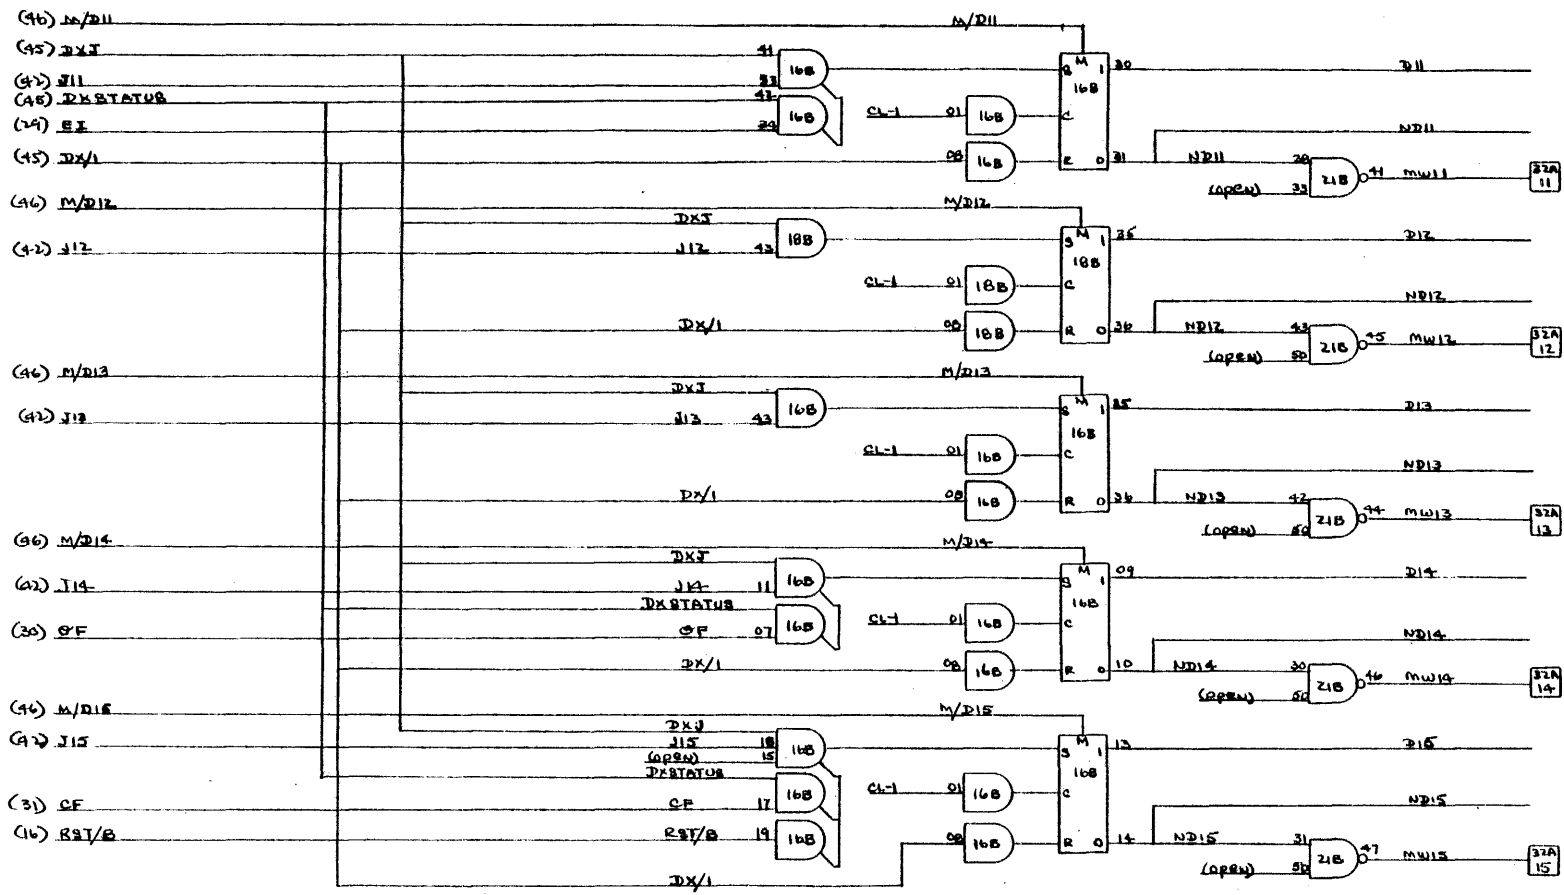 (46) M/D11 M/D11
(45) DXJ 41 16B S M 1 30 D11
(42) J11 33 16B
(45) DXSTATUS 42 16B CL-1 01 16B C
(29) EI 34 ND11
(45) DX/1 08 16B R 0 31 ND11 28 21B 41 MW11 32A 11
(OPEN) 33
(46) M/D12 M/D12
DXJ 18B S M 1 35 D12
(42) J12 J12 43 18B
CL-1 01 18B C
ND12
DX/1 08 18B R 0 36 ND12 43 21B 45 MW12 32A 12
(OPEN) 50
(46) M/D13 M/D13
DXJ 16B S M 1 35 D13
(42) J13 J13 43 16B
CL-1 01 16B C
ND13
DX/1 08 16B R 0 36 ND13 42 21B 44 MW13 32A 13
(OPEN) 50
(46) M/D14 M/D14
DXJ 16B S M 1 09 D14
(42) J14 J14 11 16B
DXSTATUS 16B CL-1 01 16B C
(30) OF OF 07 ND14
DX/1 08 16B R 0 10 ND14 30 21B 46 MW14 32A 14
(OPEN) 50
(46) M/D15 M/D15
DXJ
(42) J15 J15 18 16B S M 1 13 D15
(OPEN) 15 16B
DXSTATUS 16B CL-1 01 16B C
(31) CF CF 17 ND15
(16) RST/B RST/B 19 16B 08 16B R 0 14 ND15 31 21B 47 MW15 32A 15
(OPEN) 50
DX/1